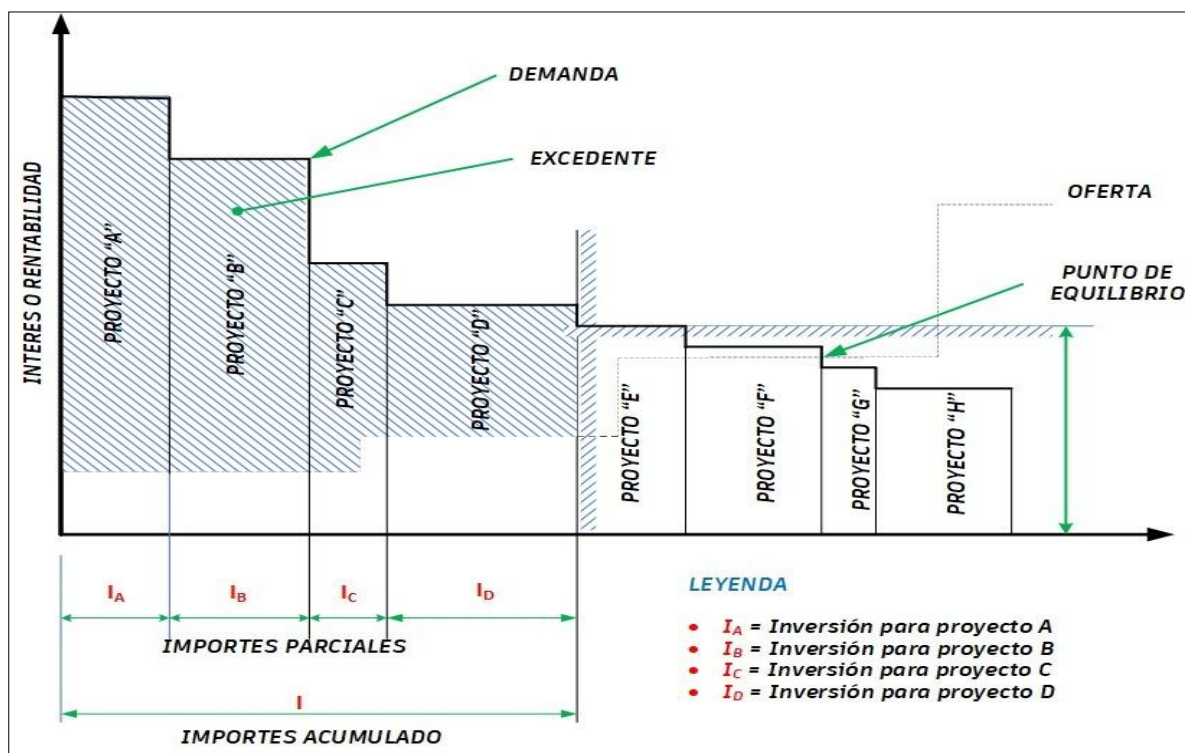 DEMANDA
EXCEDENTE
OFERTA
PUNTO DE
EQUILIBRIO
INTERES O RENTABILIDAD
PROYECTO "A"
PROYECTO "B"
PROYECTO "C"
PROYECTO "D"
PROYECTO "E"
PROYECTO "F"
PROYECTO "G"
PROYECTO "H"
IA
IB
IC
ID
IMPORTES PARCIALES
I
IMPORTES ACUMULADO
LEYENDA
• IA = Inversión para proyecto A
• IB = Inversión para proyecto B
• IC = Inversión para proyecto C
• ID = Inversión para proyecto D